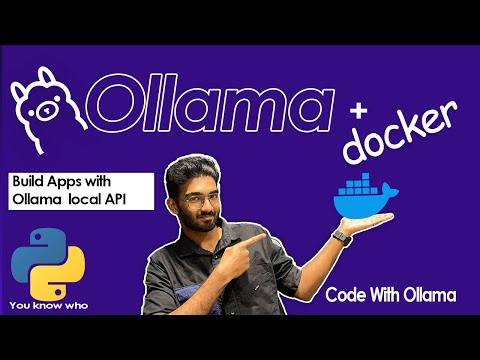 Ollama
+
docker
Build Apps with
Ollama local API
You know who
Code With Ollama